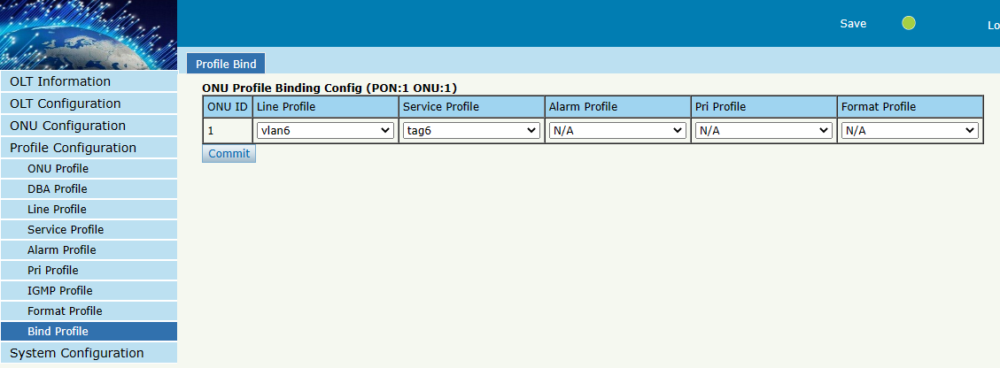 Save
Lo
Profile Bind
OLT Information
OLT Configuration
ONU Configuration
Profile Configuration
ONU Profile
DBA Profile
Line Profile
Service Profile
Alarm Profile
Pri Profile
IGMP Profile
Format Profile
Bind Profile
System Configuration
ONU Profile Binding Config (PON:1 ONU:1)
ONU ID Line Profile Service Profile Alarm Profile Pri Profile Format Profile
1 vlan6 tag6 N/A N/A N/A
Commit